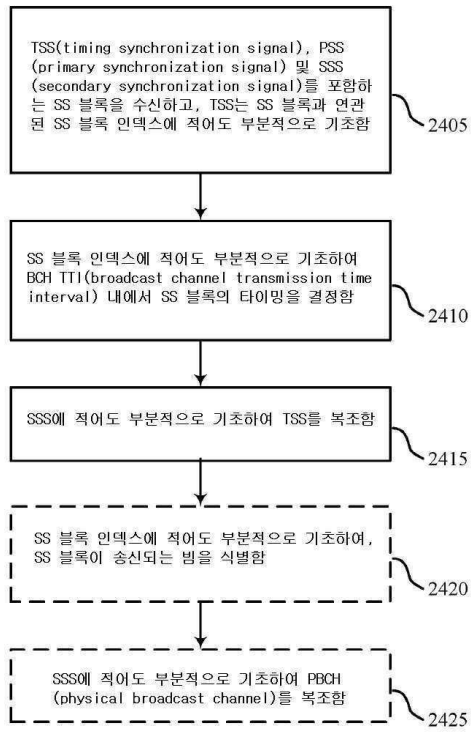 TSS(timing synchronization signal), PSS
(primary synchronization signal) 및 SSS
(secondary synchronization signal)를 포함하
는 SS 블록을 수신하고, TSS는 SS 블록과 연관
된 SS 블록 인덱스에 적어도 부분적으로 기초함
2405
SS 블록 인덱스에 적어도 부분적으로 기초하여
BCH TTI(broadcast channel transmission time
interval) 내에서 SS 블록의 타이밍을 결정함
2410
SSS에 적어도 부분적으로 기초하여 TSS를 복조함
2415
SS 블록 인덱스에 적어도 부분적으로 기초하여,
SS 블록이 송신되는 빔을 식별함
2420
SSS에 적어도 부분적으로 기초하여 PBCH
(physical broadcast channel)를 복조함
2425